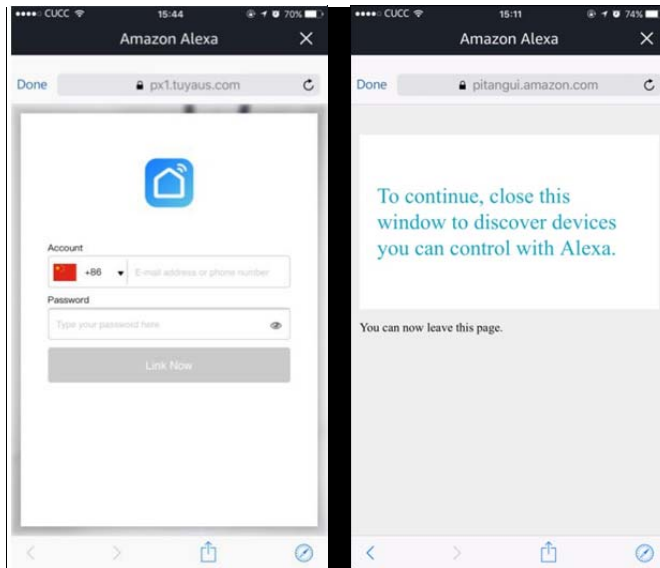 CUCC
15:44
70%
Amazon Alexa
Done
px1.tuyaus.com
Account
+86
E-mail address or phone number
Password
Type your password here
Link Now
CUCC
15:11
74%
Amazon Alexa
Done
pitangui.amazon.com
To continue, close this
window to discover devices
you can control with Alexa.
You can now leave this page.